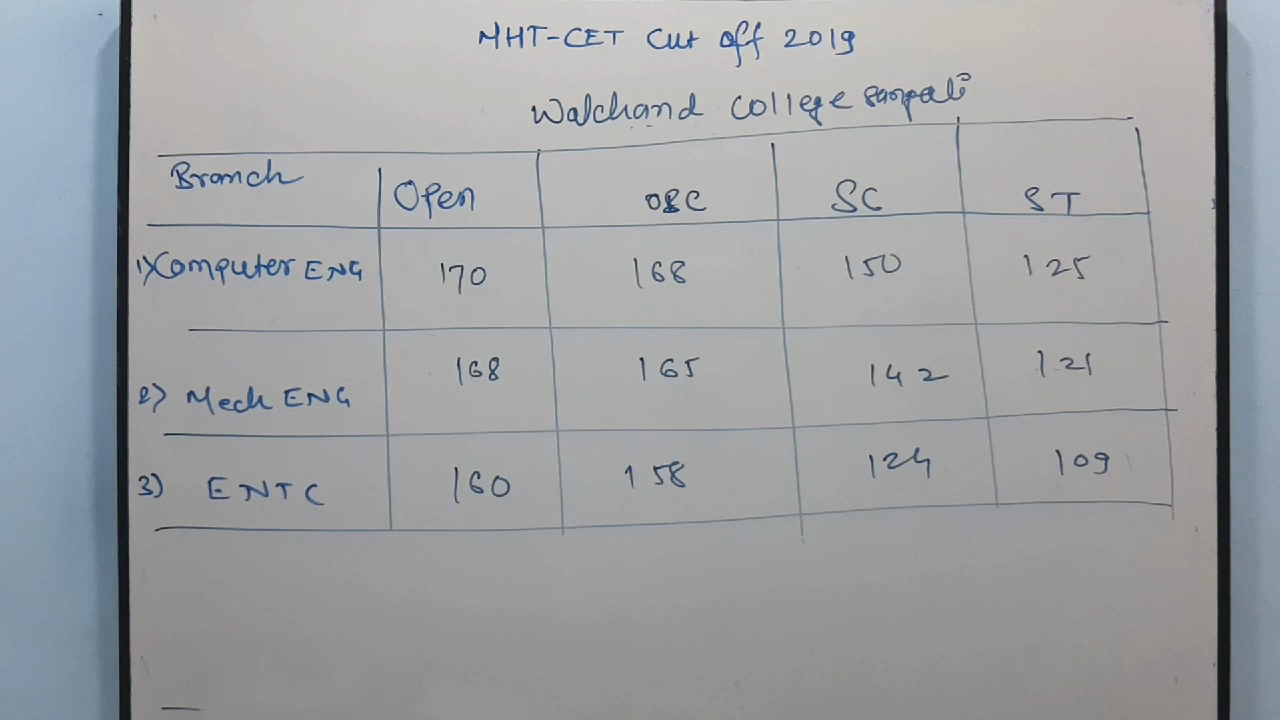 MHT-CET Cut off 2019
Walchand College Sangali
Branch Open OBC SC ST
1) Computer ENG 170 168 150 125
2) Mech ENG 168 165 142 121
3) ENTC 160 158 124 109